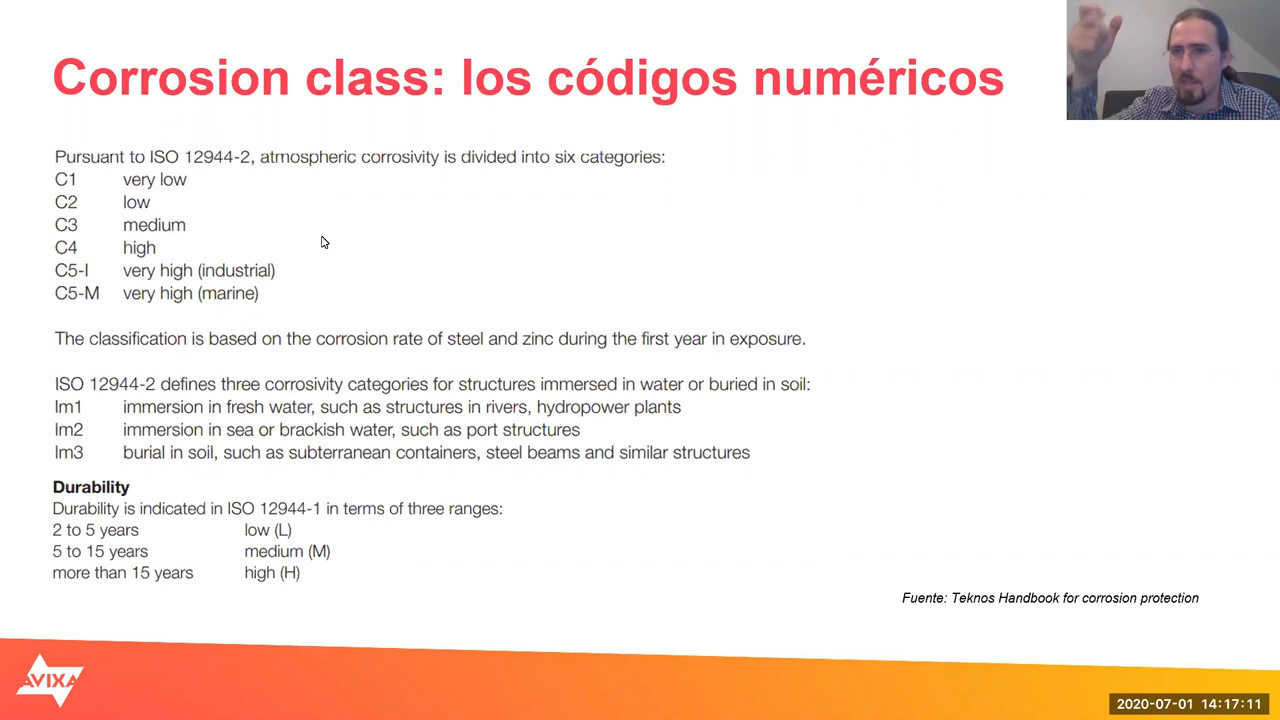 Corrosion class: los códigos numéricos
Pursuant to ISO 12944-2, atmospheric corrosivity is divided into six categories:
C1 very low
C2 low
C3 medium
C4 high
C5-I very high (industrial)
C5-M very high (marine)
The classification is based on the corrosion rate of steel and zinc during the first year in exposure.
ISO 12944-2 defines three corrosivity categories for structures immersed in water or buried in soil:
Im1 immersion in fresh water, such as structures in rivers, hydropower plants
Im2 immersion in sea or brackish water, such as port structures
Im3 burial in soil, such as subterranean containers, steel beams and similar structures
Durability
Durability is indicated in ISO 12944-1 in terms of three ranges:
2 to 5 years low (L)
5 to 15 years medium (M)
more than 15 years high (H)
Fuente: Teknos Handbook for corrosion protection
AVIXA
2020-07-01 14:17:11